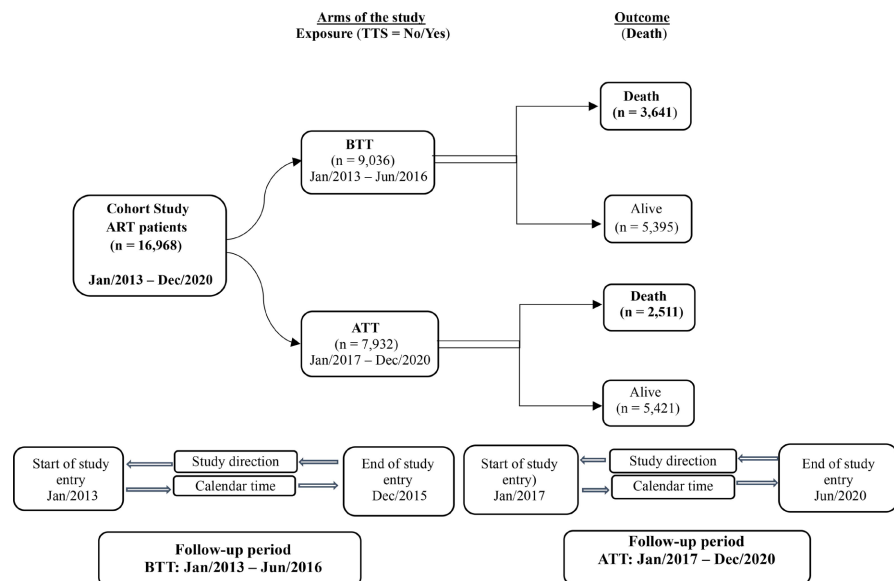 Arms of the study
Exposure (TTS = No/Yes)
Outcome
(Death)
Cohort Study
ART patients
(n = 16,968)
Jan/2013 – Dec/2020
BTT
(n = 9,036)
Jan/2013 – Jun/2016
Death
(n = 3,641)
Alive
(n = 5,395)
ATT
(n = 7,932)
Jan/2017 – Dec/2020
Death
(n = 2,511)
Alive
(n = 5,421)
Start of study
entry
Jan/2013
Study direction
Calendar time
End of study
entry
Dec/2015
Start of study
entry)
Jan/2017
Study direction
Calendar time
End of study
entry
Jun/2020
Follow-up period
BTT: Jan/2013 – Jun/2016
Follow-up period
ATT: Jan/2017 – Dec/2020